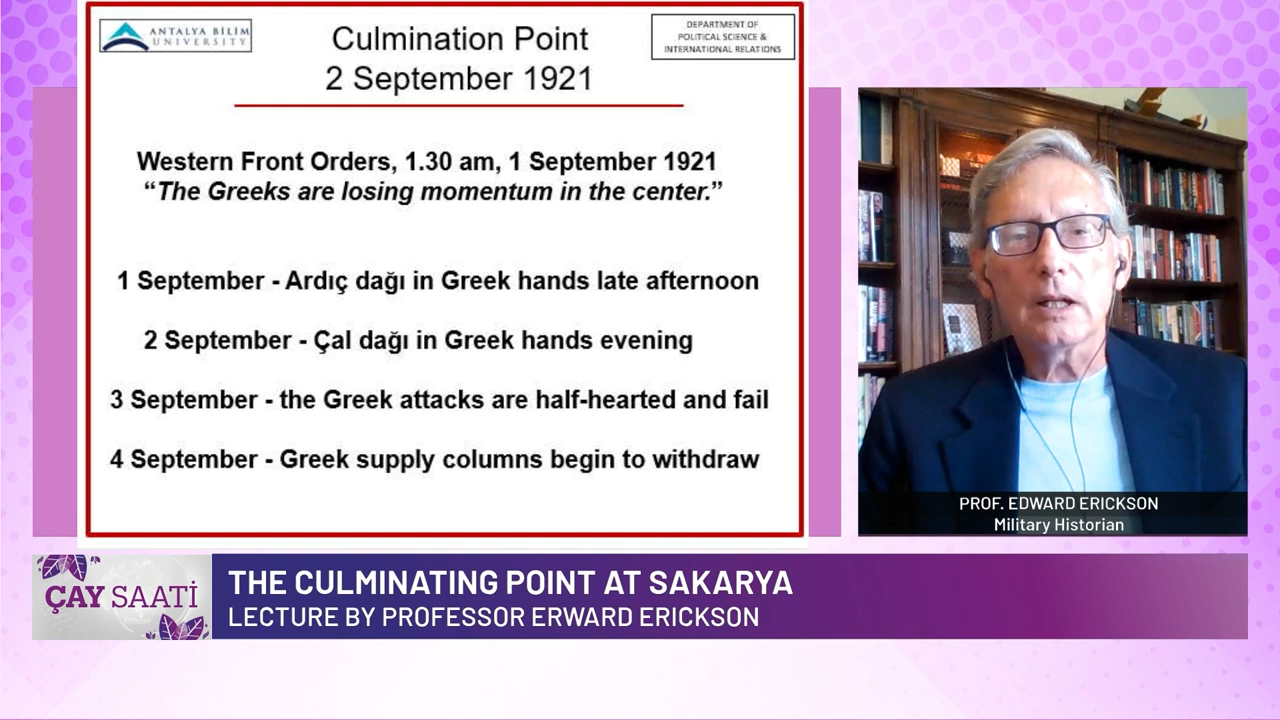 ANTALYA BİLİM
UNIVERSITY
Culmination Point
2 September 1921
DEPARTMENT OF
POLITICAL SCIENCE &
INTERNATIONAL RELATIONS
Western Front Orders, 1.30 am, 1 September 1921
“The Greeks are losing momentum in the center.”
1 September - Ardıç dağı in Greek hands late afternoon
2 September - Çal dağı in Greek hands evening
3 September - the Greek attacks are half-hearted and fail
4 September - Greek supply columns begin to withdraw
PROF. EDWARD ERICKSON
Military Historian
ÇAY SAATİ
THE CULMINATING POINT AT SAKARYA
LECTURE BY PROFESSOR ERWARD ERICKSON